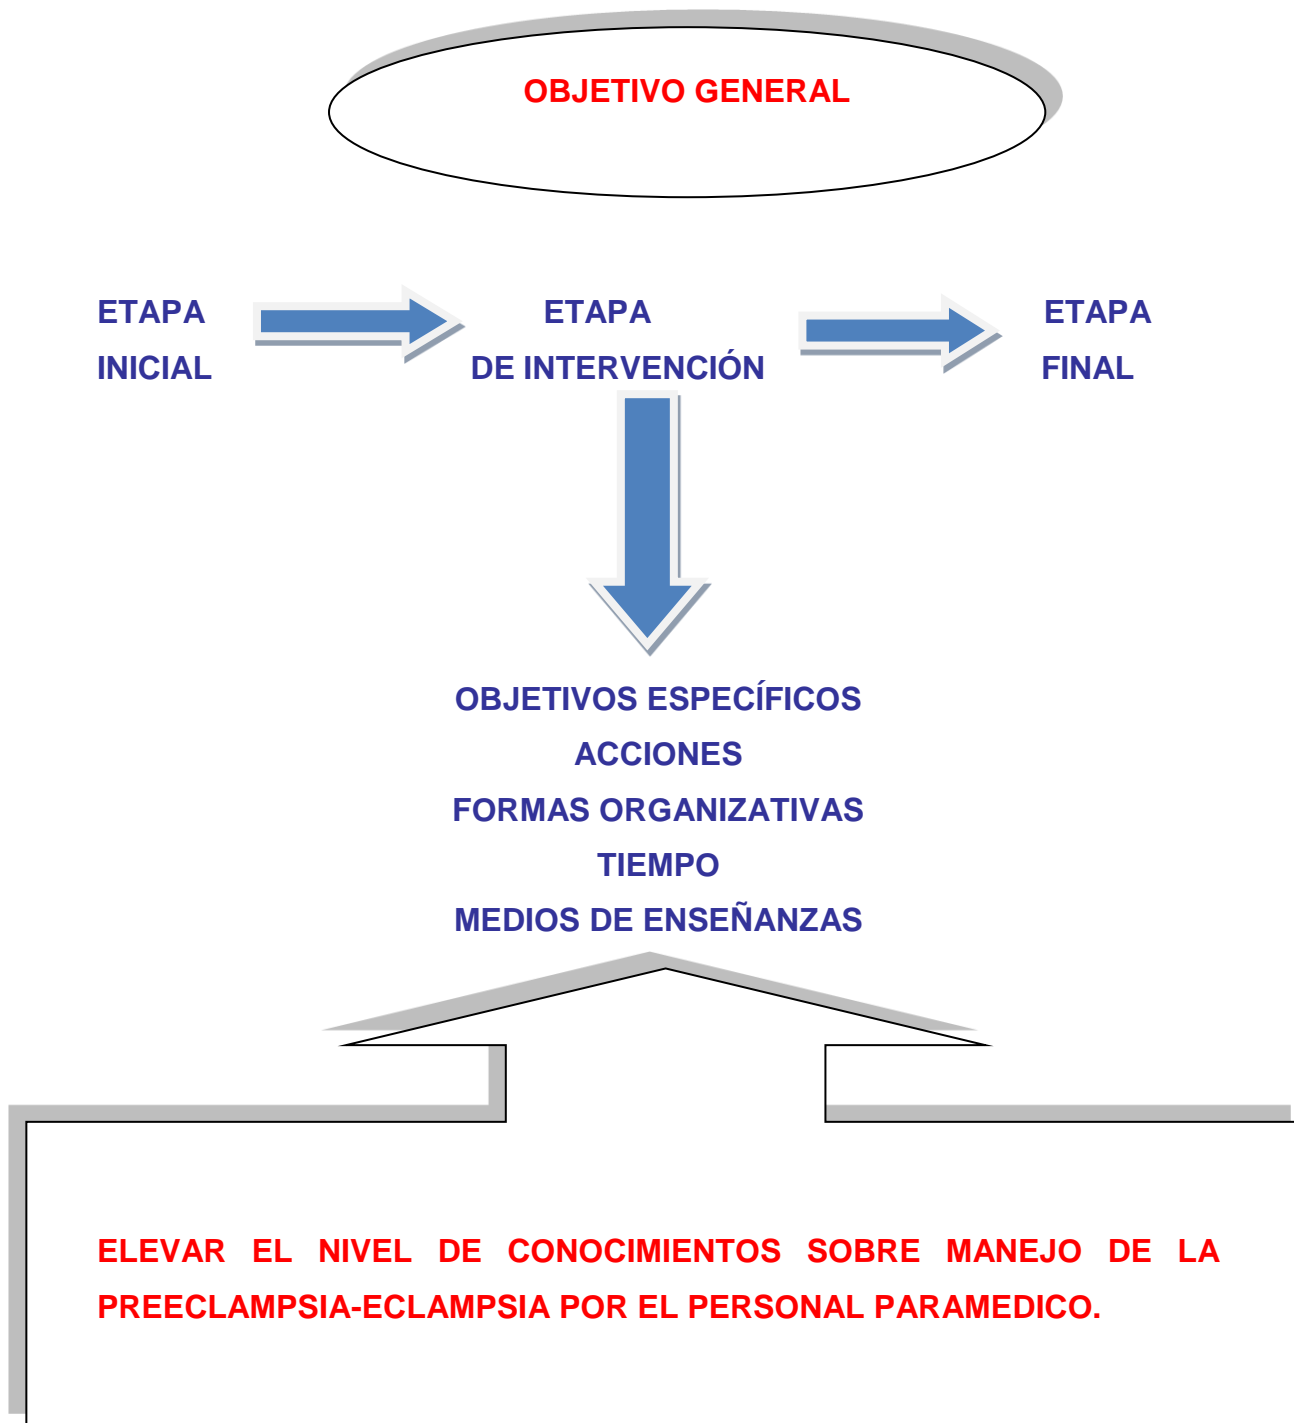 OBJETIVO GENERAL
ETAPA ETAPA ETAPA
INICIAL DE INTERVENCIÓN FINAL
OBJETIVOS ESPECÍFICOS
ACCIONES
FORMAS ORGANIZATIVAS
TIEMPO
MEDIOS DE ENSEÑANZAS
ELEVAR EL NIVEL DE CONOCIMIENTOS SOBRE MANEJO DE LA
PREECLAMPSIA-ECLAMPSIA POR EL PERSONAL PARAMEDICO.